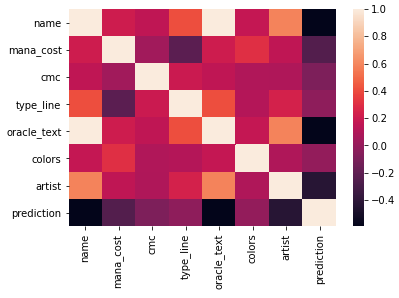 name
mana_cost
cmc
type_line
oracle_text
colors
artist
prediction
name
mana_cost
cmc
type_line
oracle_text
colors
artist
prediction
1.0
0.8
0.6
0.4
0.2
0.0
−0.2
−0.4